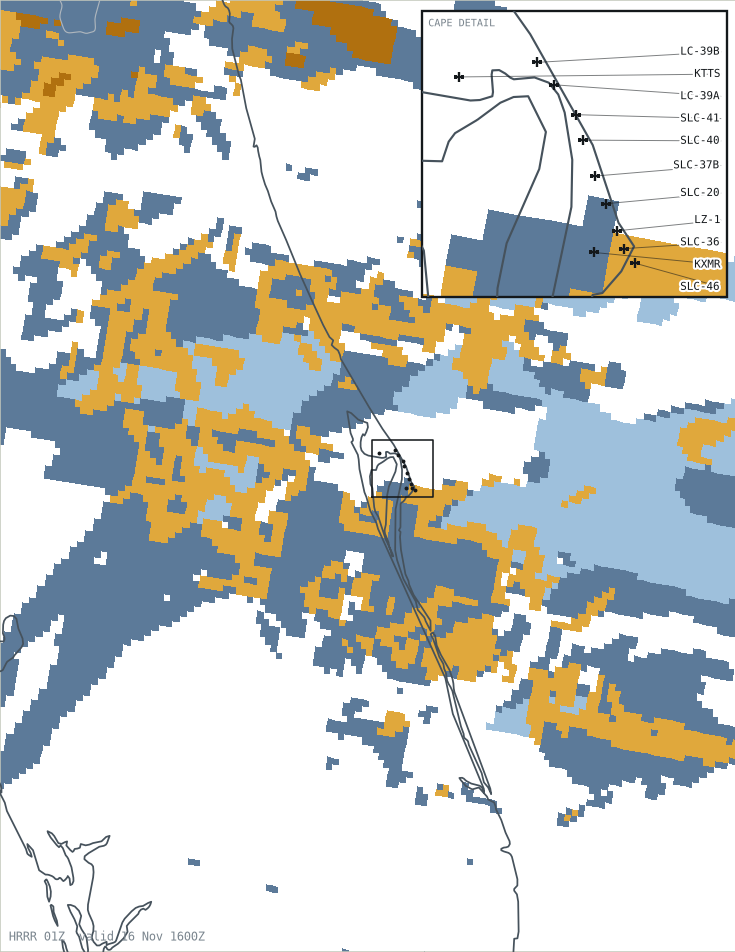 CAPE DETAIL
LC-39B
KTTS
LC-39A
SLC-41
SLC-40
SLC-37B
SLC-20
LZ-1
SLC-36
KXMR
SLC-46
HRRR 01Z valid 16 Nov 1600Z